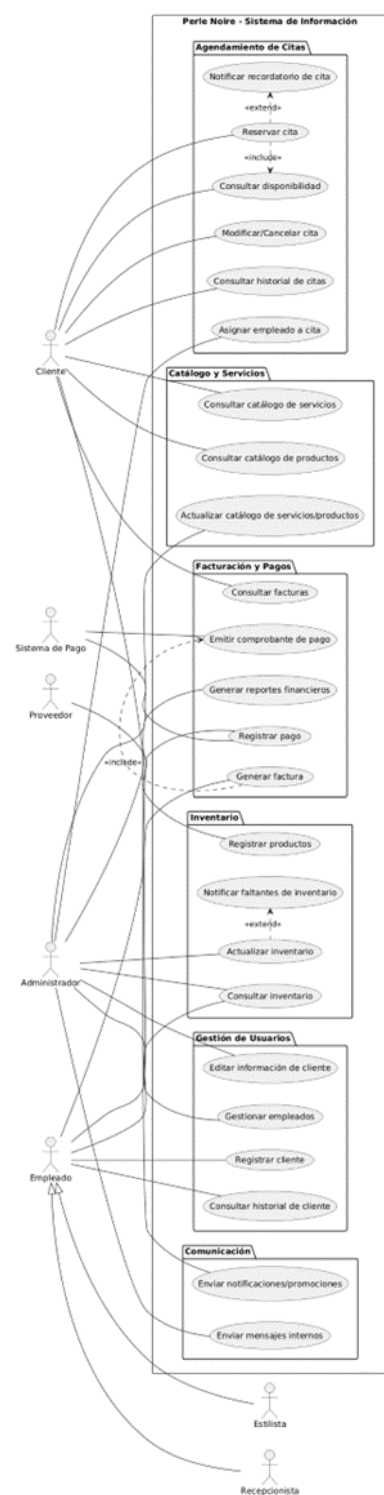 Perle Noire - Sistema de Información
Agendamiento de Citas
Notificar recordatorio de cita
«extend»
Reservar cita
«include»
Consultar disponibilidad
Modificar/Cancelar cita
Consultar historial de citas
Asignar empleado a cita
Cliente
Catálogo y Servicios
Consultar catálogo de servicios
Consultar catálogo de productos
Actualizar catálogo de servicios/productos
Facturación y Pagos
Consultar facturas
Sistema de Pago
Emitir comprobante de pago
Proveedor
Generar reportes financieros
Registrar pago
«include»
Generar factura
Inventario
Registrar productos
Notificar faltantes de inventario
«extend»
Actualizar inventario
Administrador
Consultar inventario
Gestión de Usuarios
Editar información de cliente
Gestionar empleados
Registrar cliente
Empleado
Consultar historial de cliente
Comunicación
Enviar notificaciones/promociones
Enviar mensajes internos
Estilista
Recepcionista